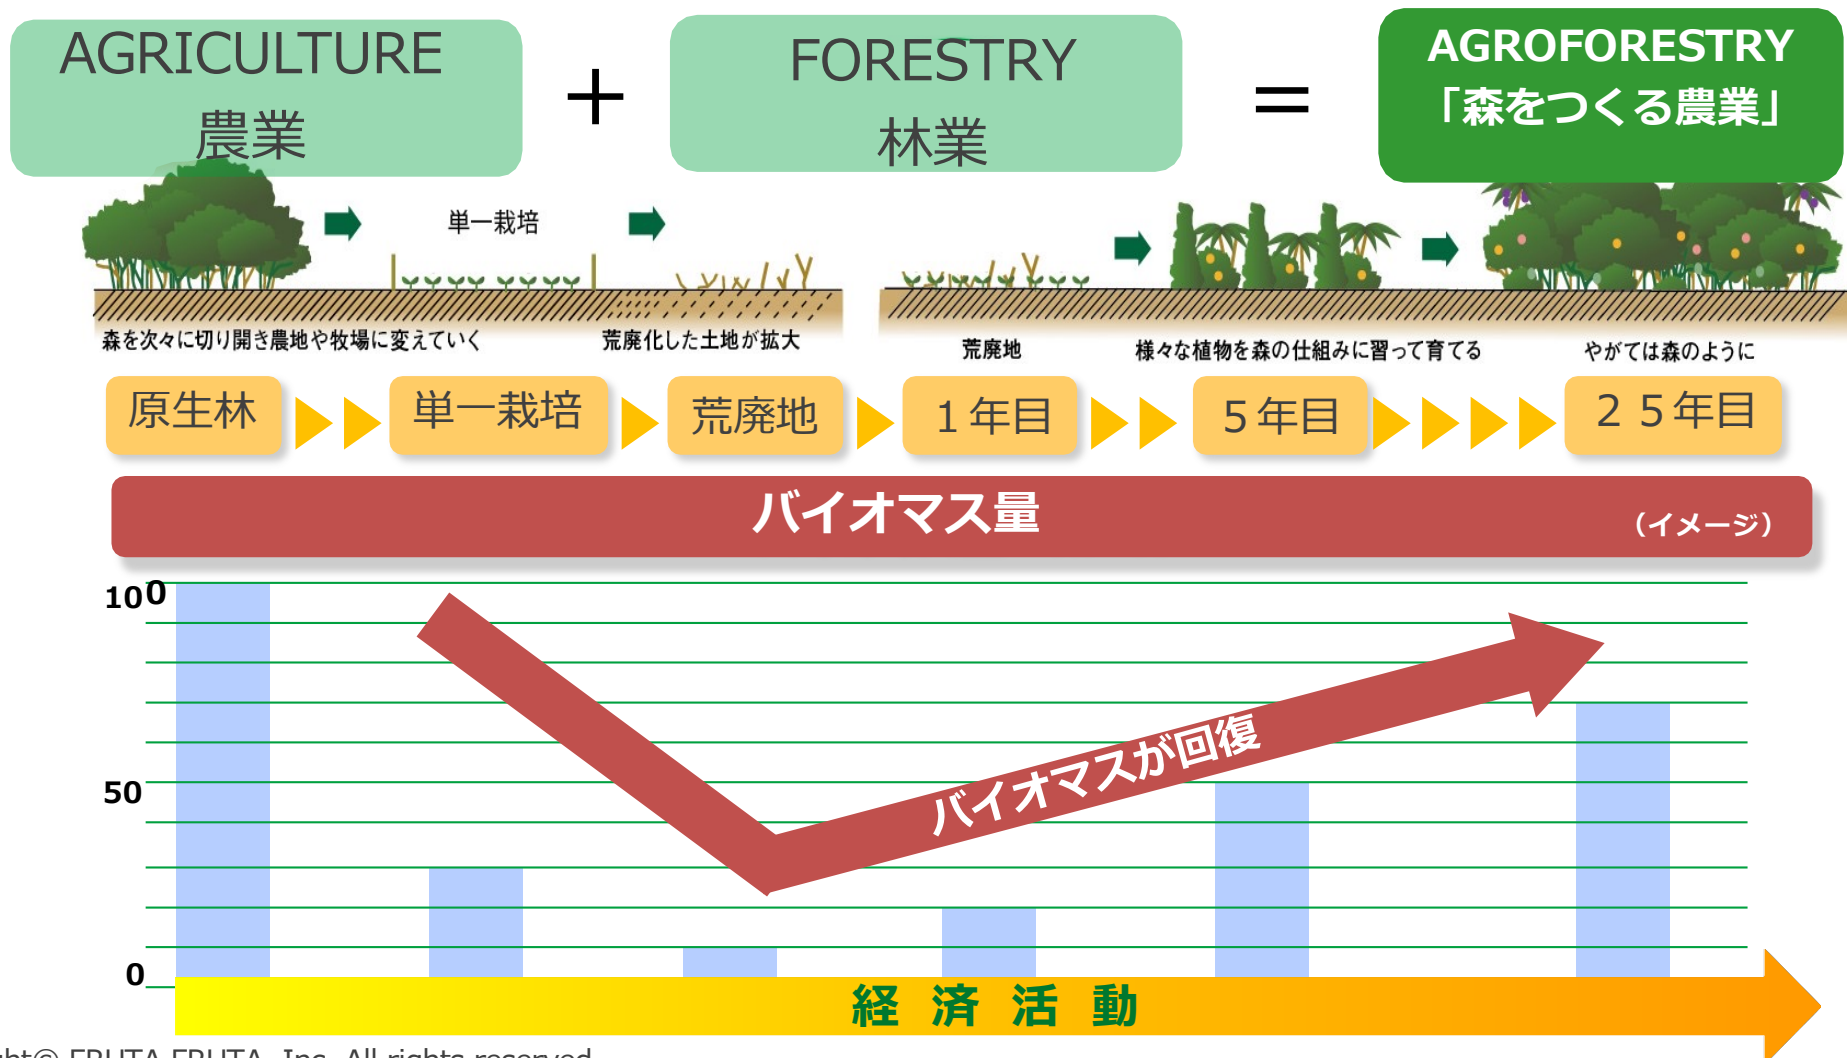 AGRICULTURE
農業
+
FORESTRY
林業
=
AGROFORESTRY
「森をつくる農業」
単一栽培
森を次々に切り開き農地や牧場に変えていく
荒廃化した土地が拡大
荒廃地
様々な植物を森の仕組みに習って育てる
やがては森のように
原生林
単一栽培
荒廃地
1年目
5年目
25年目
バイオマス量
(イメージ)
100
50
0
バイオマスが回復
経済活動
ght© FRUTA FRUTA, Inc. All rights reserved